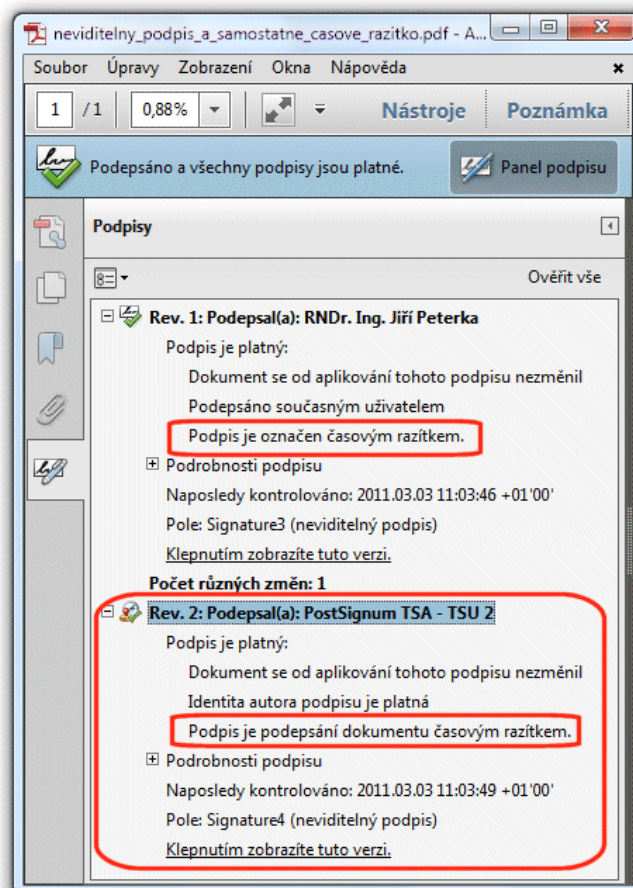 neviditelny_podpis_a_samostatne_casove_razitko.pdf - A...
Soubor Úpravy Zobrazení Okna Nápověda
1 /1 0,88% Nástroje Poznámka
Podepsáno a všechny podpisy jsou platné. Panel podpisu
Podpisy
Ověřit vše
Rev. 1: Podepsal(a): RNDr. Ing. Jiří Peterka
Podpis je platný:
Dokument se od aplikování tohoto podpisu nezměnil
Podepsáno současným uživatelem
Podpis je označen časovým razítkem.
Podrobnosti podpisu
Naposledy kontrolováno: 2011.03.03 11:03:46 +01'00'
Pole: Signature3 (neviditelný podpis)
Klepnutím zobrazíte tuto verzi.
Počet různých změn: 1
Rev. 2: Podepsal(a): PostSignum TSA - TSU 2
Podpis je platný:
Dokument se od aplikování tohoto podpisu nezměnil
Identita autora podpisu je platná
Podpis je podepsání dokumentu časovým razítkem.
Podrobnosti podpisu
Naposledy kontrolováno: 2011.03.03 11:03:49 +01'00'
Pole: Signature4 (neviditelný podpis)
Klepnutím zobrazíte tuto verzi.